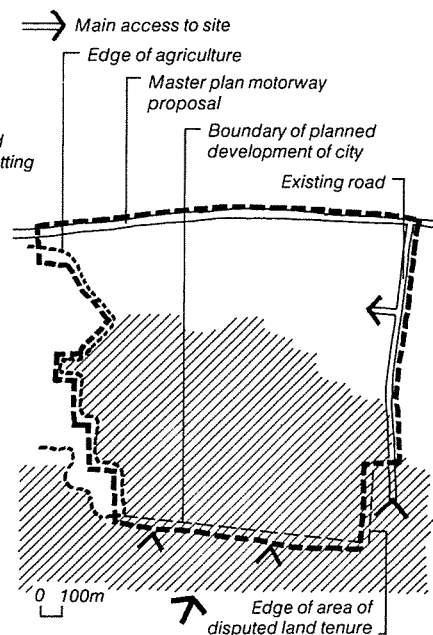 Main access to site
Edge of agriculture
Master plan motorway
proposal
Boundary of planned
development of city
Existing road
0 100m
Edge of area of
disputed land tenure